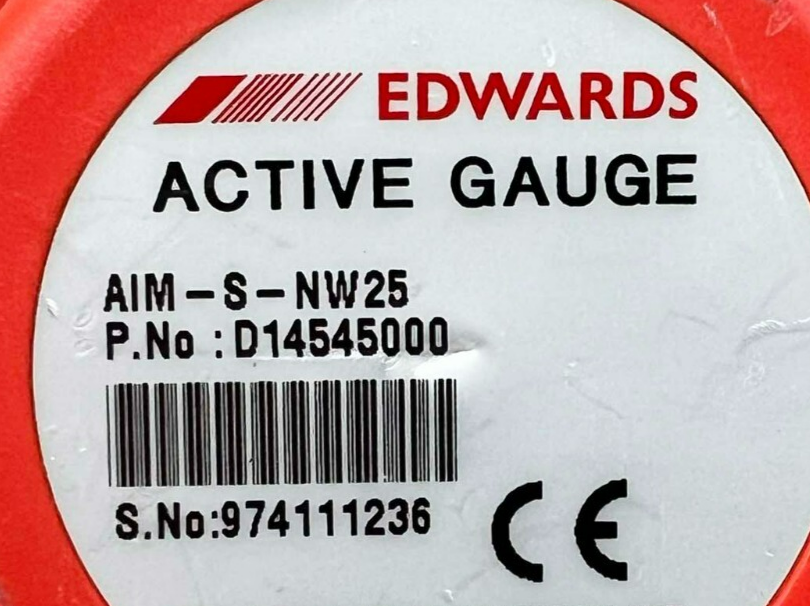 EDWARDS
ACTIVE GAUGE
AIM-S-NW25
P.No :D14545000
S.No:974111236
CE